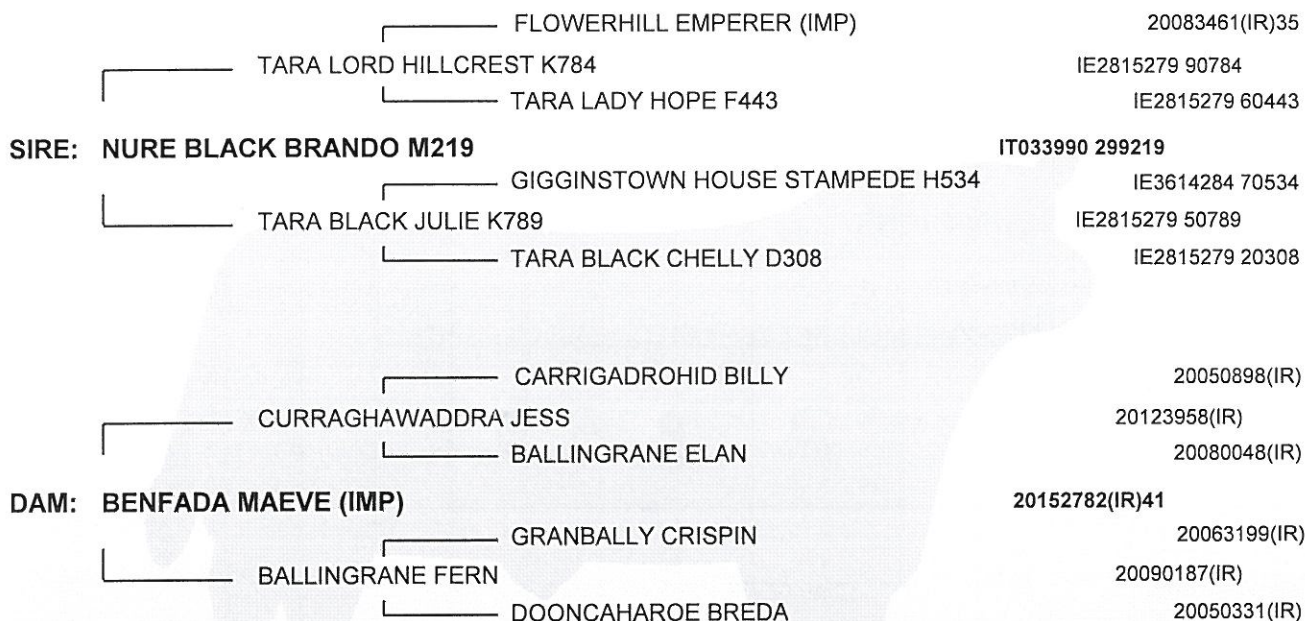 FLOWERHILL EMPERER (IMP) 20083461(IR)35
TARA LORD HILLCREST K784 IE2815279 90784
TARA LADY HOPE F443 IE2815279 60443
SIRE: NURE BLACK BRANDO M219 IT033990 299219
GIGGINSTOWN HOUSE STAMPEDE H534 IE3614284 70534
TARA BLACK JULIE K789 IE2815279 50789
TARA BLACK CHELLY D308 IE2815279 20308
CARRIGADROHID BILLY 20050898(IR)
CURRAGHAWADDRA JESS 20123958(IR)
BALLINGRANE ELAN 20080048(IR)
DAM: BENFADA MAEVE (IMP) 20152782(IR)41
GRANBALLY CRISPIN 20063199(IR)
BALLINGRANE FERN 20090187(IR)
DOONCAHAROE BREDA 20050331(IR)